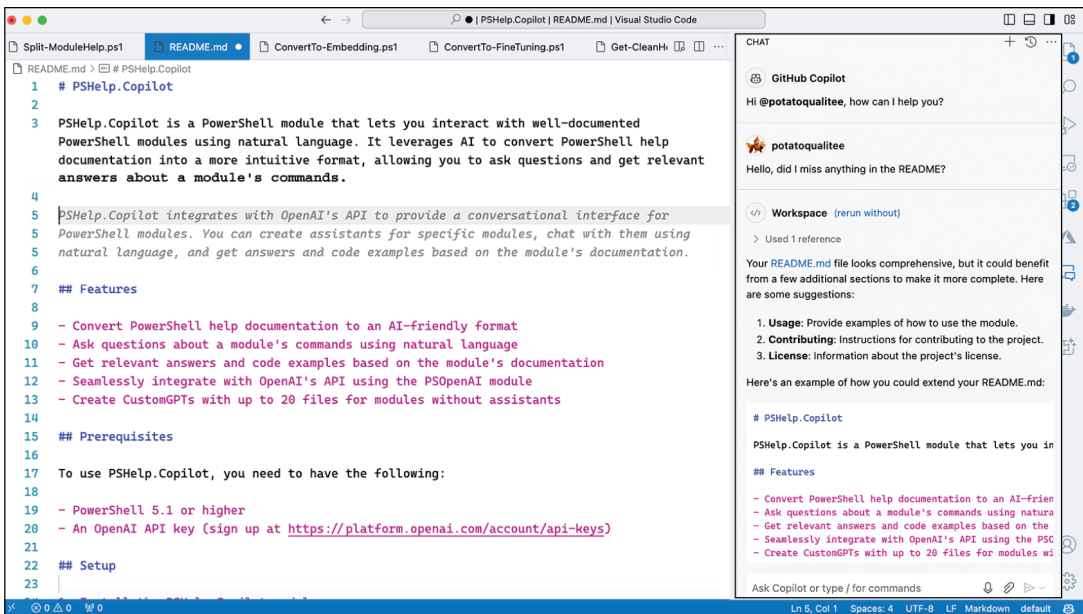 ● | PSHelp.Copilot | README.md | Visual Studio Code
Split-ModuleHelp.ps1
README.md ●
ConvertTo-Embedding.ps1
ConvertTo-FineTuning.ps1
Get-CleanH
README.md > # PSHelp.Copilot
1 # PSHelp.Copilot
2
3 PSHelp.Copilot is a PowerShell module that lets you interact with well-documented
PowerShell modules using natural language. It leverages AI to convert PowerShell help
documentation into a more intuitive format, allowing you to ask questions and get relevant
answers about a module's commands.
4
5 PSHelp.Copilot integrates with OpenAI's API to provide a conversational interface for
5 PowerShell modules. You can create assistants for specific modules, chat with them using
5 natural language, and get answers and code examples based on the module's documentation.
6
7 ## Features
8
9 - Convert PowerShell help documentation to an AI-friendly format
10 - Ask questions about a module's commands using natural language
11 - Get relevant answers and code examples based on the module's documentation
12 - Seamlessly integrate with OpenAI's API using the PSOpenAI module
13 - Create CustomGPTs with up to 20 files for modules without assistants
14
15 ## Prerequisites
16
17 To use PSHelp.Copilot, you need to have the following:
18
19 - PowerShell 5.1 or higher
20 - An OpenAI API key (sign up at https://platform.openai.com/account/api-keys)
21
22 ## Setup
23
CHAT
GitHub Copilot
Hi @potatoqualitee, how can I help you?
potatoqualitee
Hello, did I miss anything in the README?
Workspace (rerun without)
> Used 1 reference
Your README.md file looks comprehensive, but it could benefit
from a few additional sections to make it more complete. Here
are some suggestions:
1. Usage: Provide examples of how to use the module.
2. Contributing: Instructions for contributing to the project.
3. License: Information about the project's license.
Here's an example of how you could extend your README.md:
# PSHelp.Copilot
PSHelp.Copilot is a PowerShell module that lets you in
## Features
- Convert PowerShell help documentation to an AI-frien
- Ask questions about a module's commands using natura
- Get relevant answers and code examples based on the
- Seamlessly integrate with OpenAI's API using the PSO
- Create CustomGPTs with up to 20 files for modules wi
Ask Copilot or type / for commands
1
2
0 0 0
Ln 5, Col 1 Spaces: 4 UTF-8 LF Markdown default